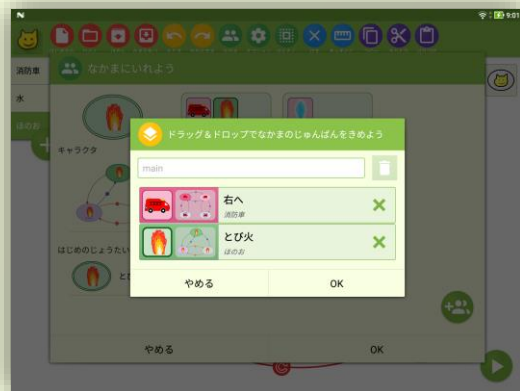 N 9:01
消防車
なかまにいれよう
水
ほのお
キャラクタ
ドラッグ&ドロップでなかまのじゅんばんをきめよう
main
右へ
消防車
とび火
ほのお
はじめのじょうたい
と
やめる OK
やめる OK